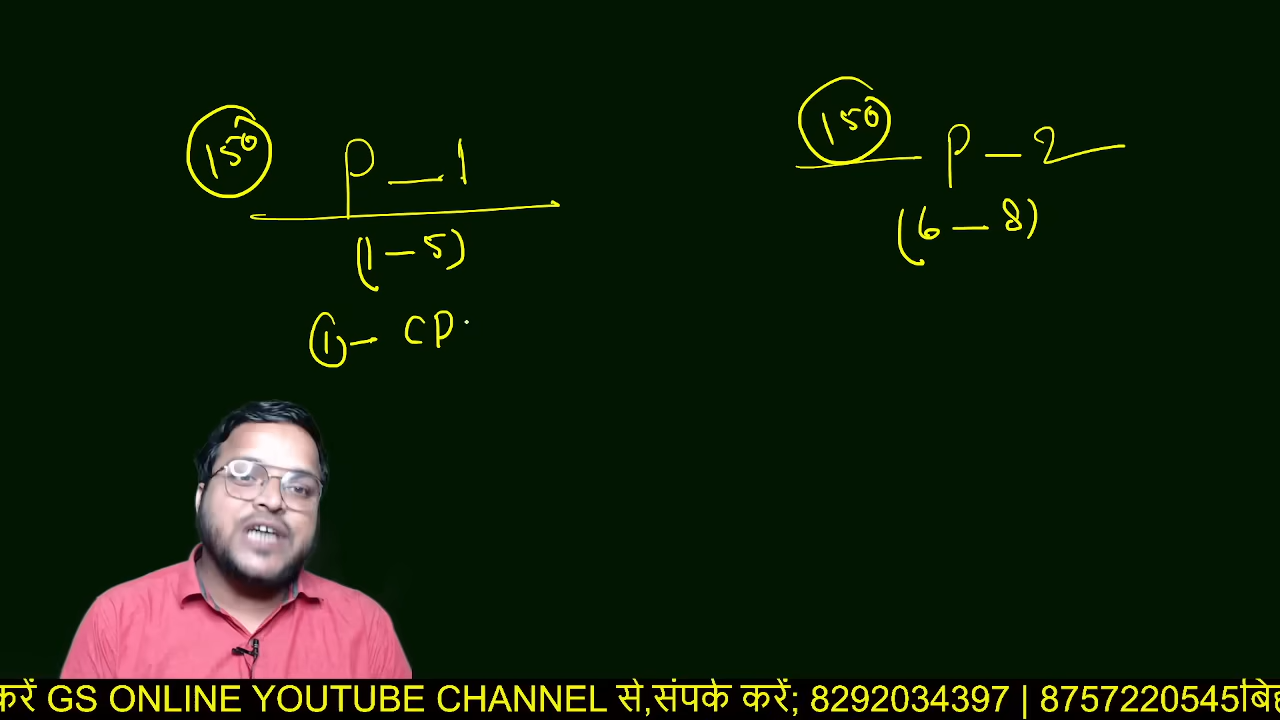 150
P - 1
(1 - 5)
① - CP
150
P - 2
(6 - 8)
करें GS ONLINE YOUTUBE CHANNEL से,संपर्क करें; 8292034397 | 8757220545